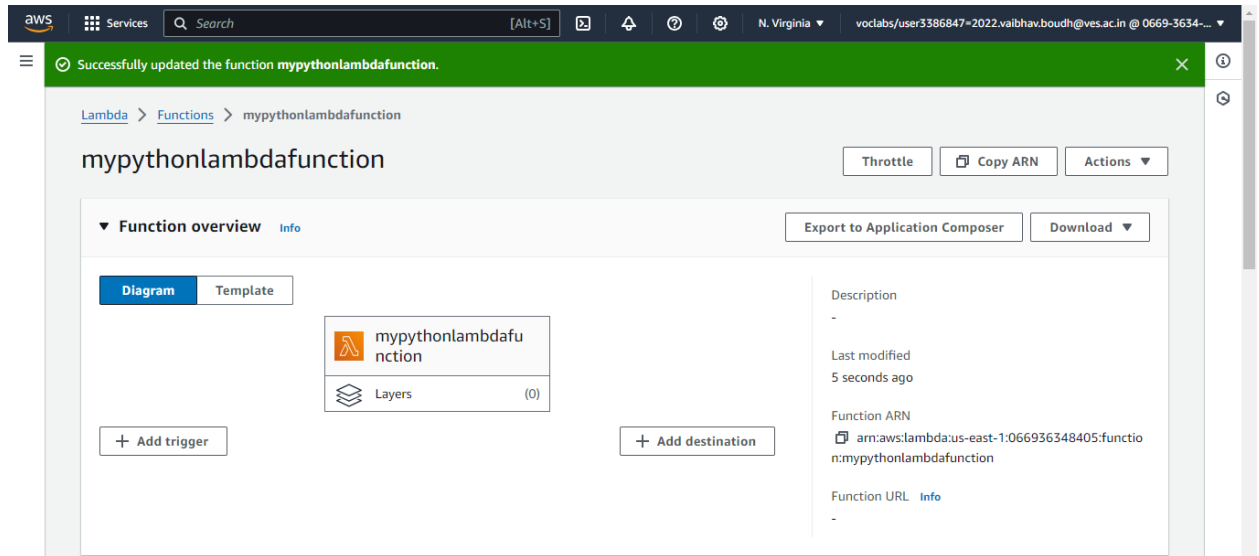 aws Services Search [Alt+S] N. Virginia ▼ voclabs/user3386847=2022.vaibhav.boudh@ves.ac.in @ 0669-3634-... ▼
Successfully updated the function mypythonlambdafunction.
Lambda > Functions > mypythonlambdafunction
mypythonlambdafunction
Throttle Copy ARN Actions ▼
▼ Function overview Info
Export to Application Composer Download ▼
Diagram Template
mypythonlambdafu
nction
Layers (0)
+ Add trigger
+ Add destination
Description
-
Last modified
5 seconds ago
Function ARN
arn:aws:lambda:us-east-1:066936348405:functio
n:mypythonlambdafunction
Function URL Info
-